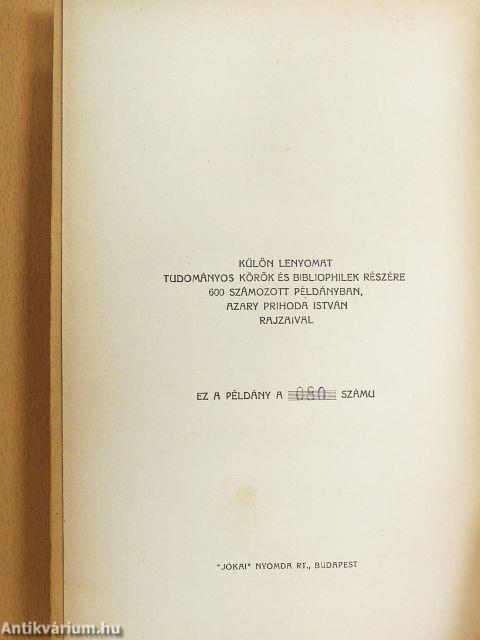 KÜLÖN LENYOMAT
TUDOMÁNYOS KÖRÖK ÉS BIBLIOPHILEK RÉSZÉRE
600 SZÁMOZOTT PÉLDÁNYBAN,
AZARY PRIHODA ISTVÁN
RAJZAIVAL
EZ A PÉLDÁNY A 080 SZÁMU
"JÓKAI" NYOMDA RT., BUDAPEST
Antikvárium.hu